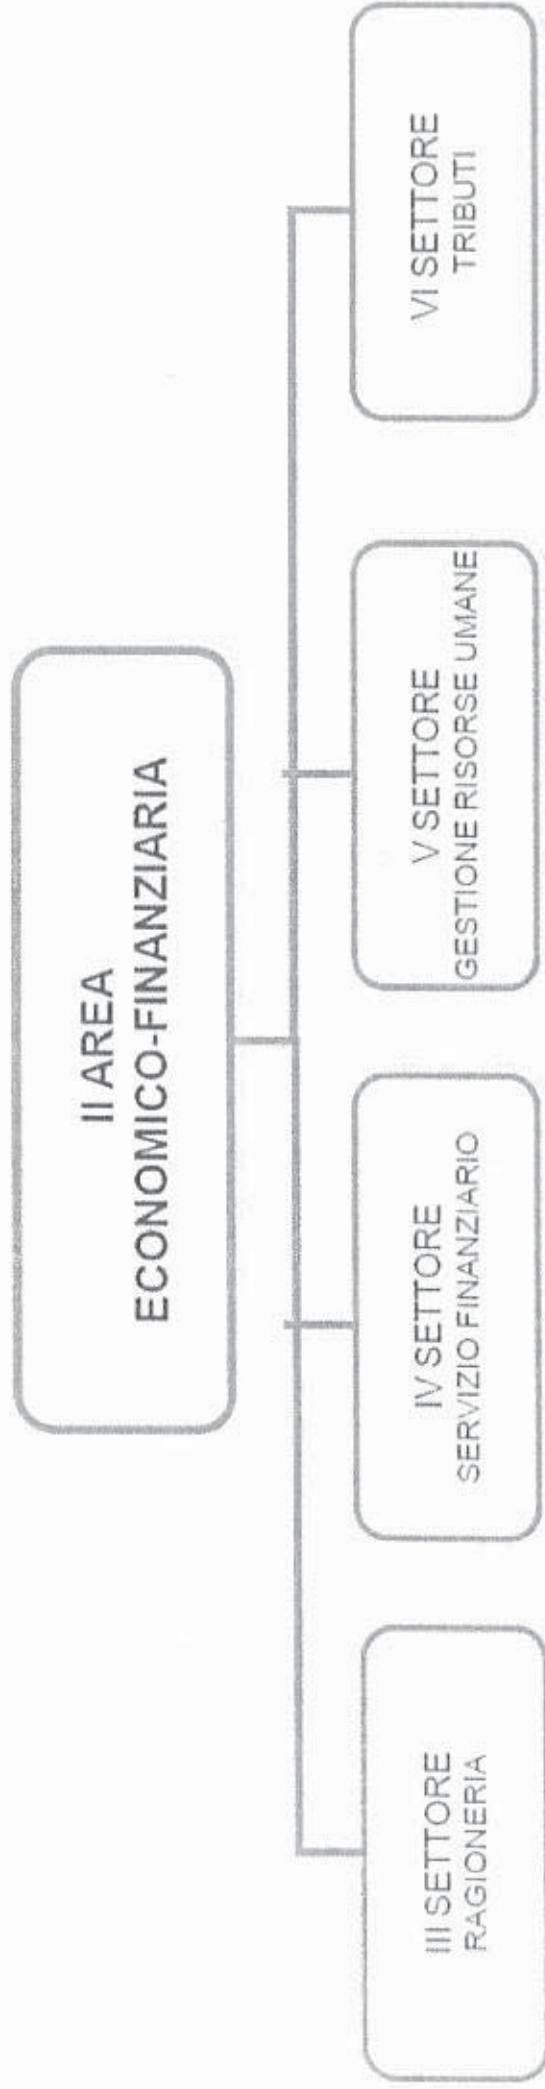 II AREA
ECONOMICO-FINANZIARIA
III SETTORE
RAGIONERIA
IV SETTORE
SERVIZIO FINANZIARIO
V SETTORE
GESTIONE RISORSE UMANE
VI SETTORE
TRIBUTI